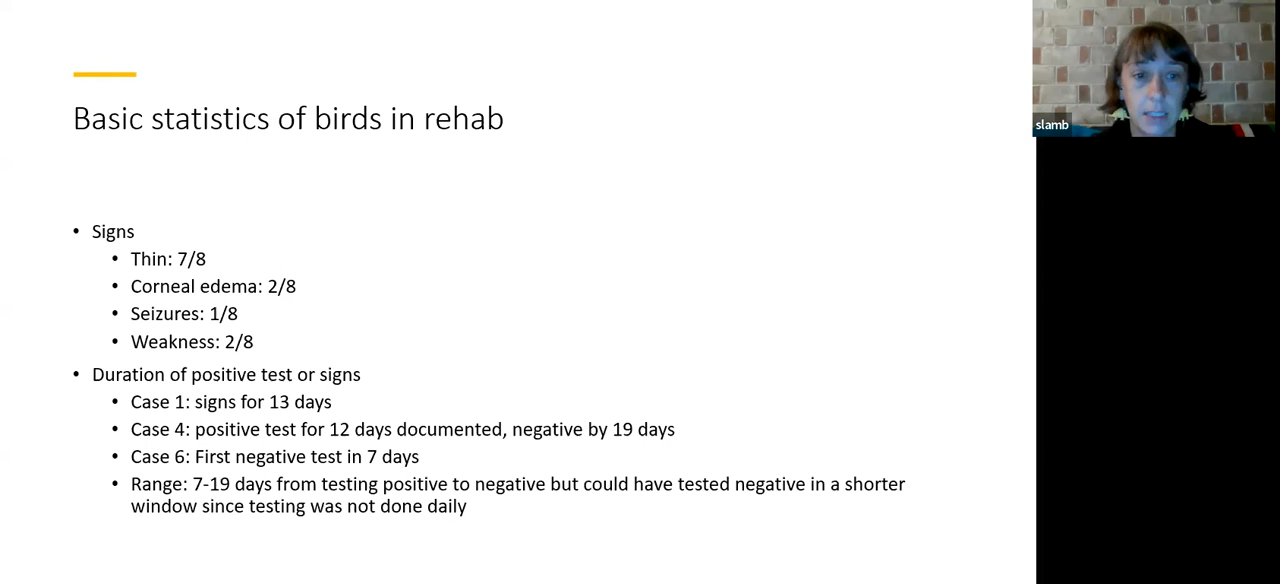 Basic statistics of birds in rehab
slamb
• Signs
• Thin: 7/8
• Corneal edema: 2/8
• Seizures: 1/8
• Weakness: 2/8
• Duration of positive test or signs
• Case 1: signs for 13 days
• Case 4: positive test for 12 days documented, negative by 19 days
• Case 6: First negative test in 7 days
• Range: 7-19 days from testing positive to negative but could have tested negative in a shorter
window since testing was not done daily